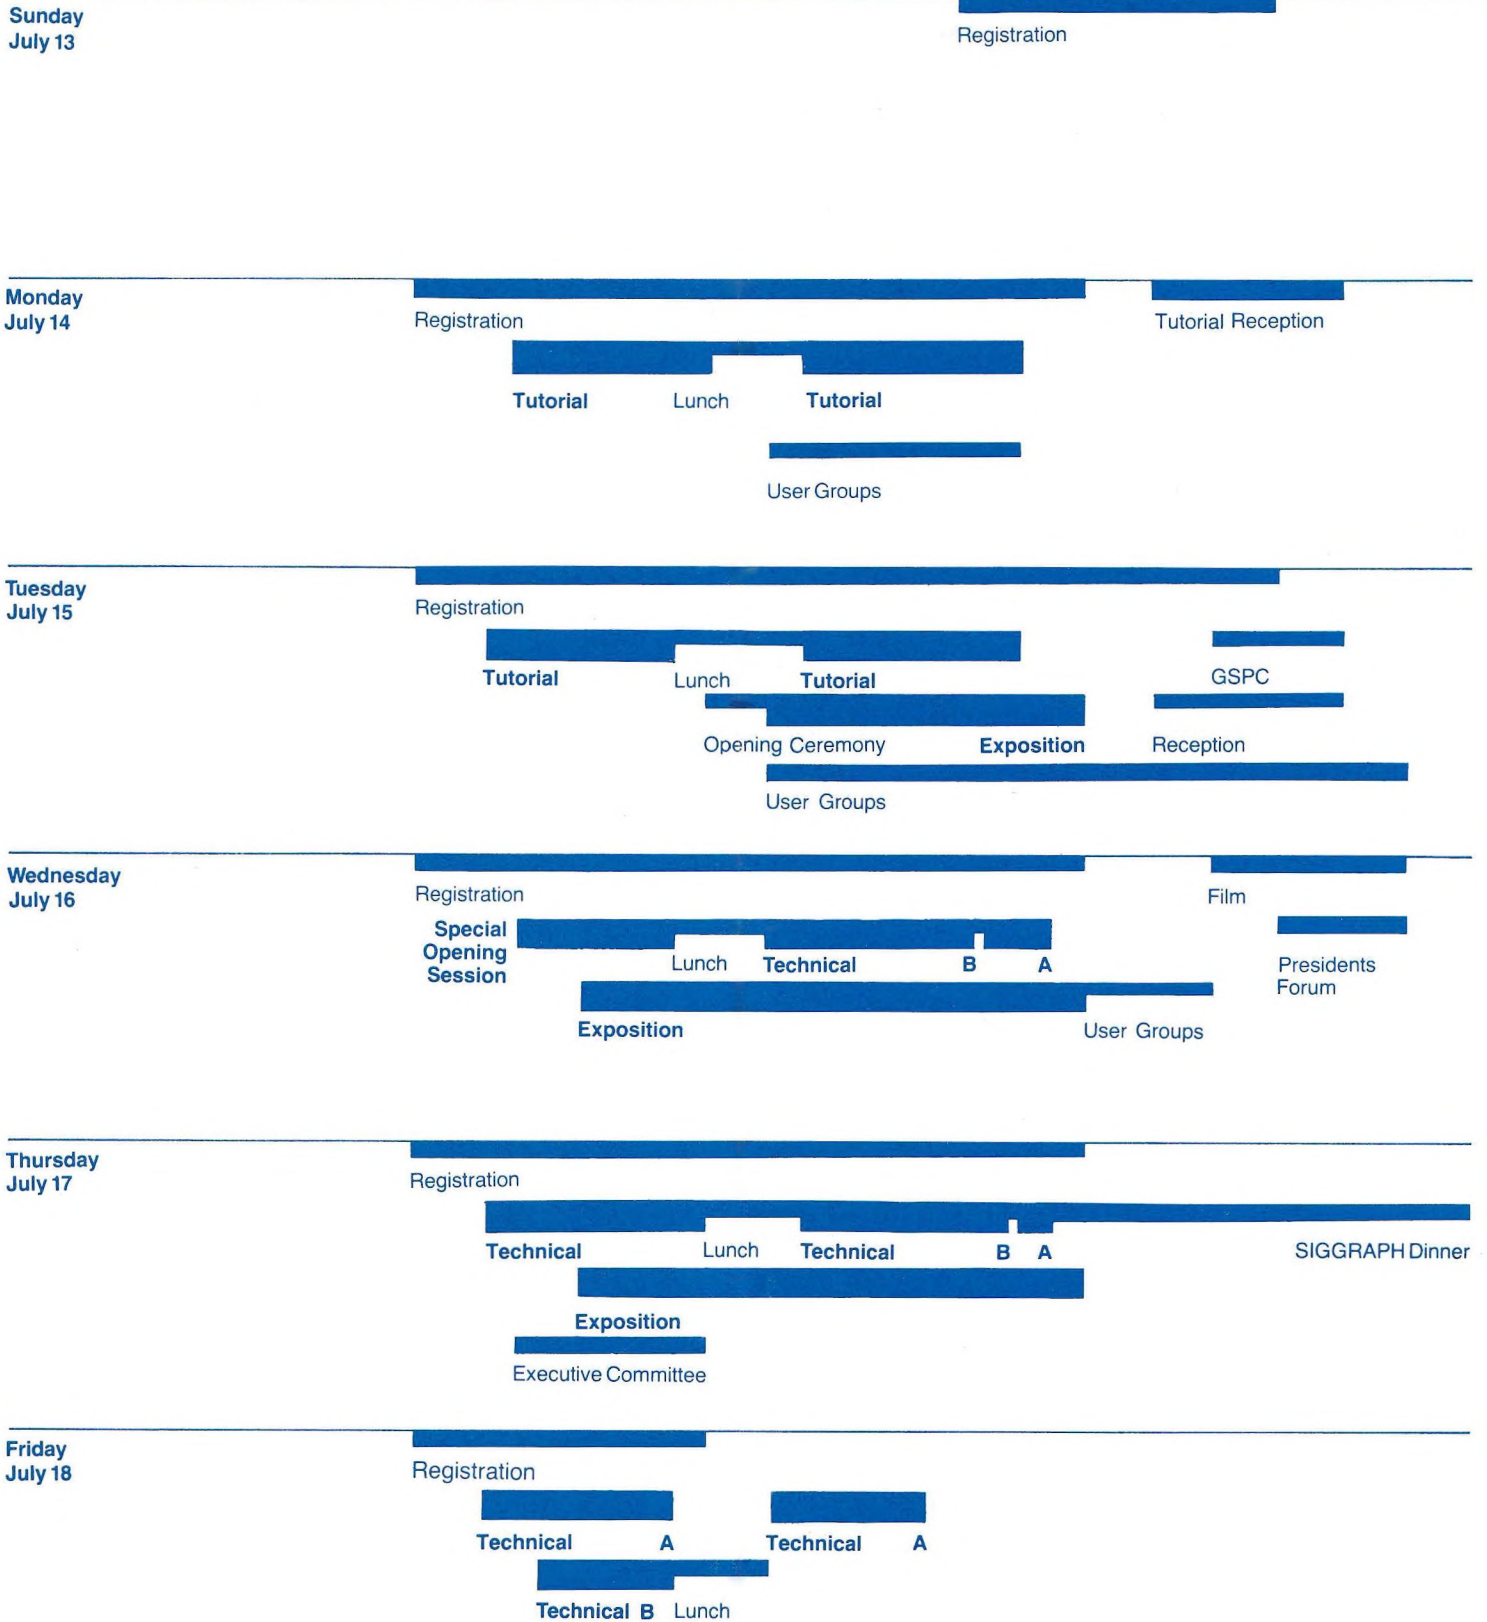 Sunday
July 13
Registration
Monday
July 14
Registration
Tutorial Reception
Tutorial Lunch Tutorial
User Groups
Tuesday
July 15
Registration
Tutorial Lunch Tutorial GSPC
Opening Ceremony Exposition Reception
User Groups
Wednesday
July 16
Registration
Film
Special
Opening
Session
Lunch Technical B A
Presidents
Forum
Exposition User Groups
Thursday
July 17
Registration
Technical Lunch Technical B A SIGGRAPH Dinner
Exposition
Executive Committee
Friday
July 18
Registration
Technical A Technical A
Technical B Lunch